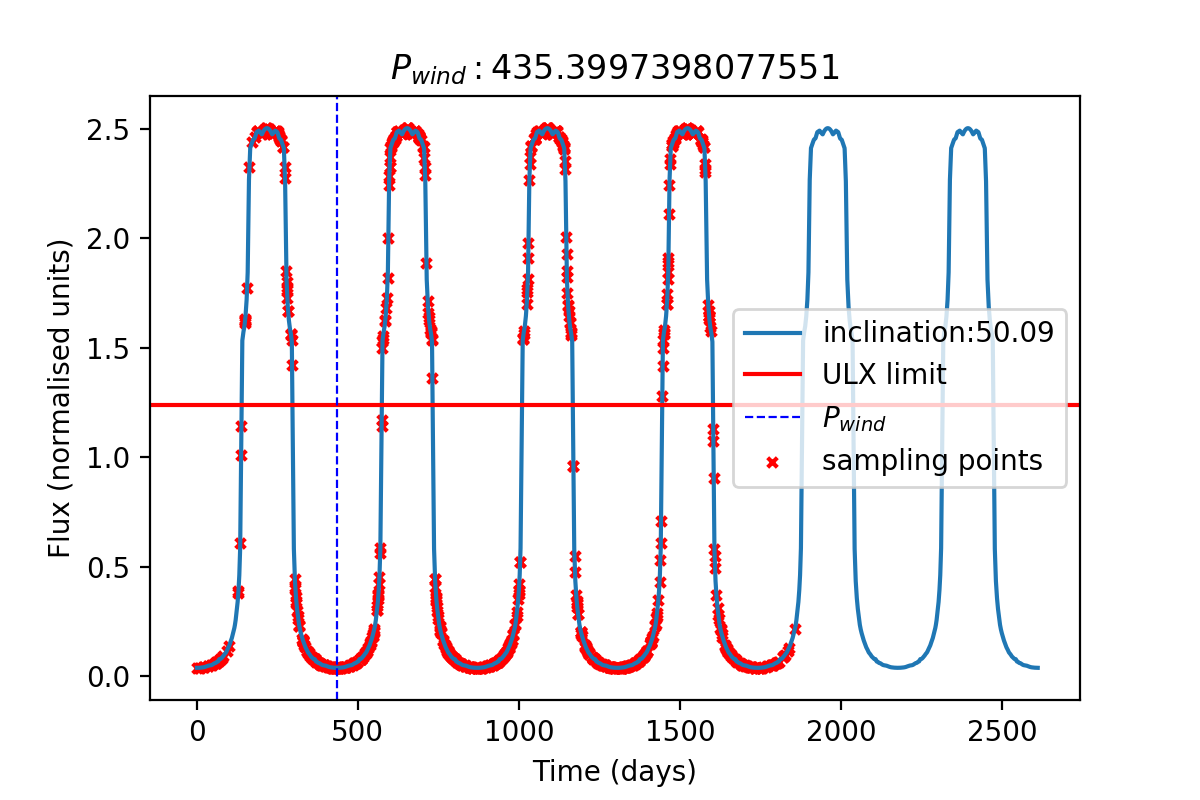 P_wind : 435.3997398077551
Flux (normalised units)
2.5
2.0
1.5
1.0
0.5
0.0
inclination:50.09
ULX limit
P_wind
sampling points
0 500 1000 1500 2000 2500
Time (days)